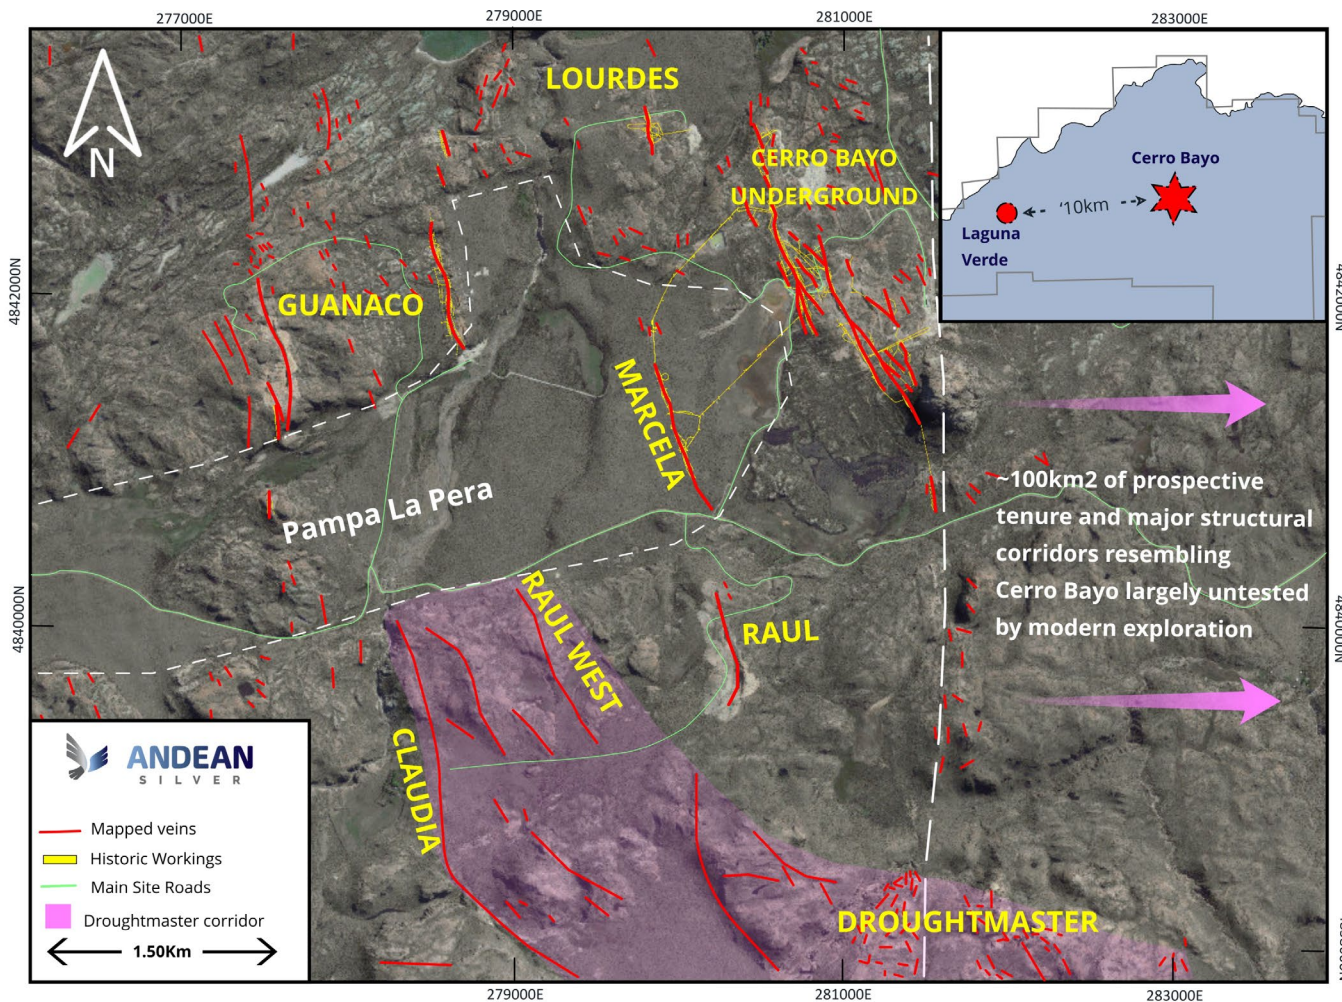 277000E
279000E
281000E
283000E
N
LOURDES
CERRO BAYO
UNDERGROUND
Cerro Bayo
'10km
Laguna
Verde
4842000N
4842000N
GUANACO
MARCELA
Pampa La Pera
~100km2 of prospective
tenure and major structural
corridors resembling
Cerro Bayo largely untested
by modern exploration
4840000N
4840000N
RAUL WEST
RAUL
CLAUDIA
DROUGHTMASTER
ANDEAN
SILVER
Mapped veins
Historic Workings
Main Site Roads
Droughtmaster corridor
1.50Km
279000E
281000E
283000E